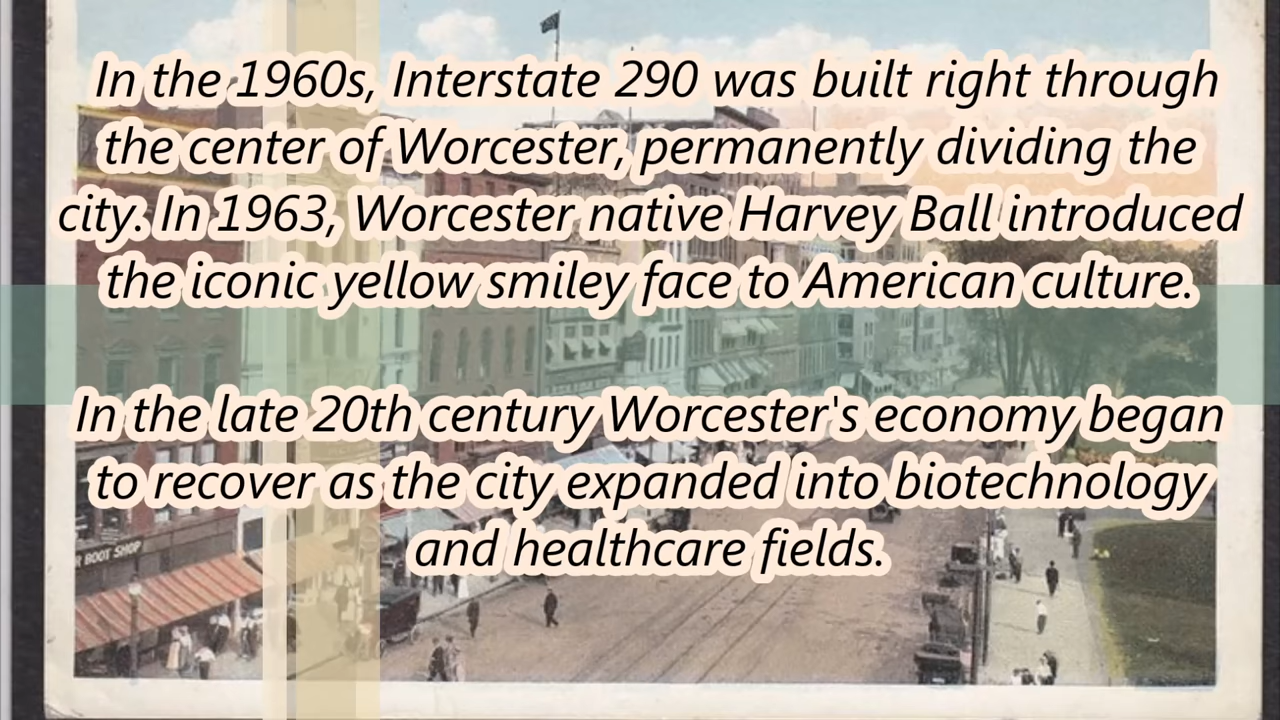 In the 1960s, Interstate 290 was built right through
the center of Worcester, permanently dividing the
city. In 1963, Worcester native Harvey Ball introduced
the iconic yellow smiley face to American culture.
In the late 20th century Worcester's economy began
to recover as the city expanded into biotechnology
and healthcare fields.
BOOT SHOP